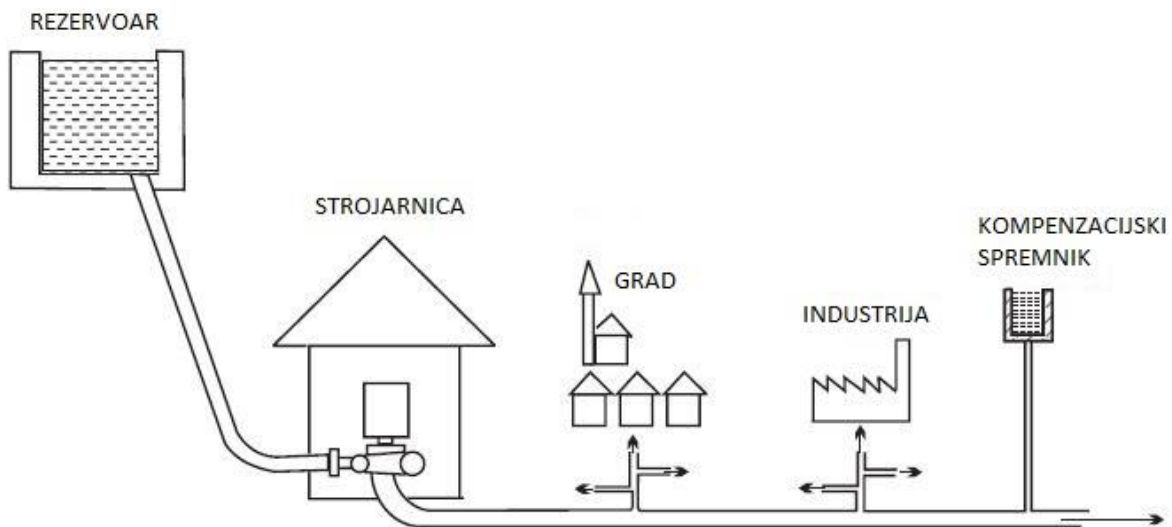 REZERVOAR
STROJARNICA
GRAD
INDUSTRIJA
KOMPENZACIJSKI
SPREMNIK